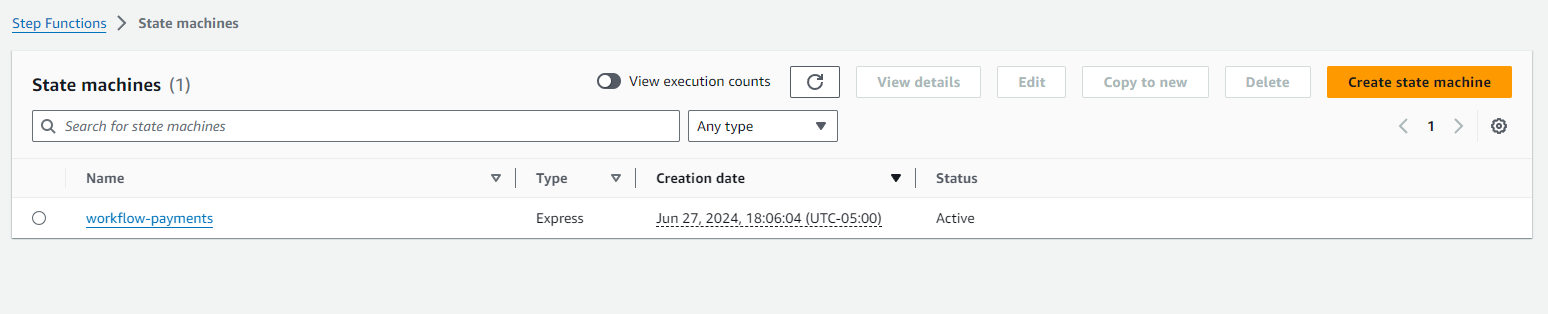 Step Functions > State machines
State machines (1) View execution counts View details Edit Copy to new Delete Create state machine
Search for state machines Any type 1
Name Type Creation date Status
workflow-payments Express Jun 27, 2024, 18:06:04 (UTC-05:00) Active